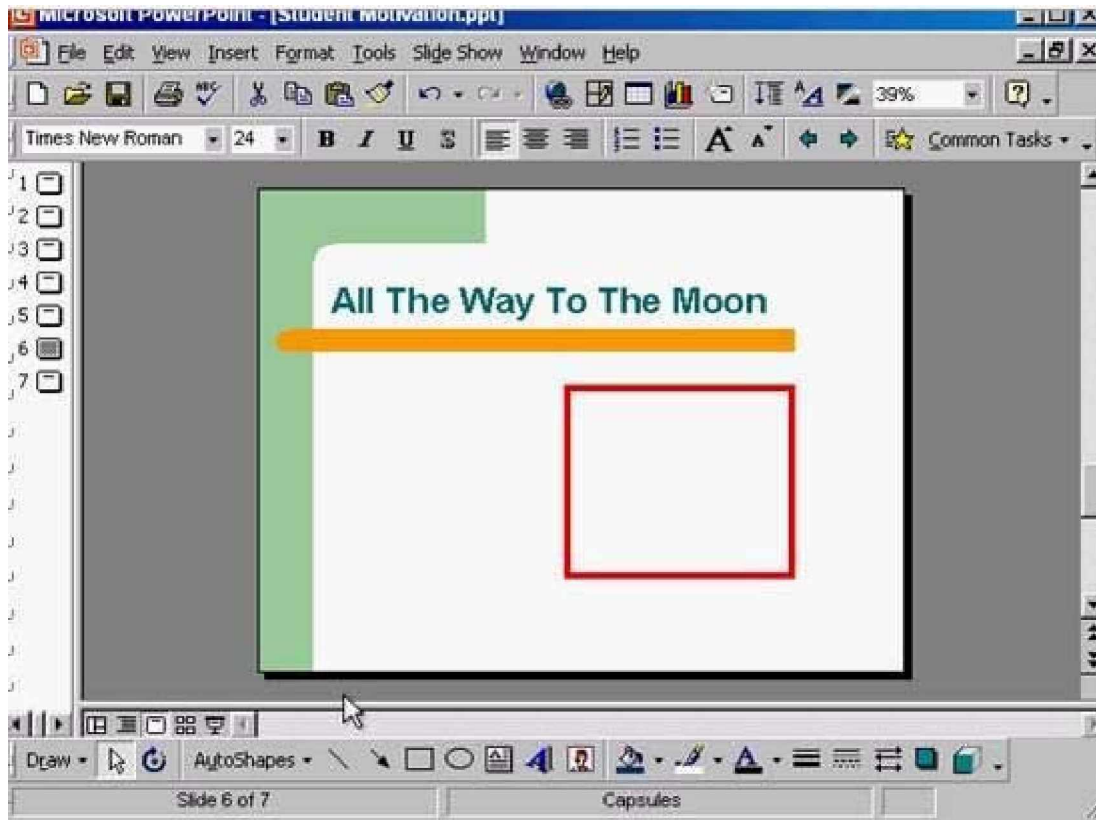 Microsoft PowerPoint - [Student Motivation.ppt]
File Edit View Insert Format Tools Slide Show Window Help
ABC 39%
Times New Roman 24 B I U S A A Common Tasks
1
2
3
4
5
6
7
All The Way To The Moon
Draw AutoShapes
Slide 6 of 7 Capsules